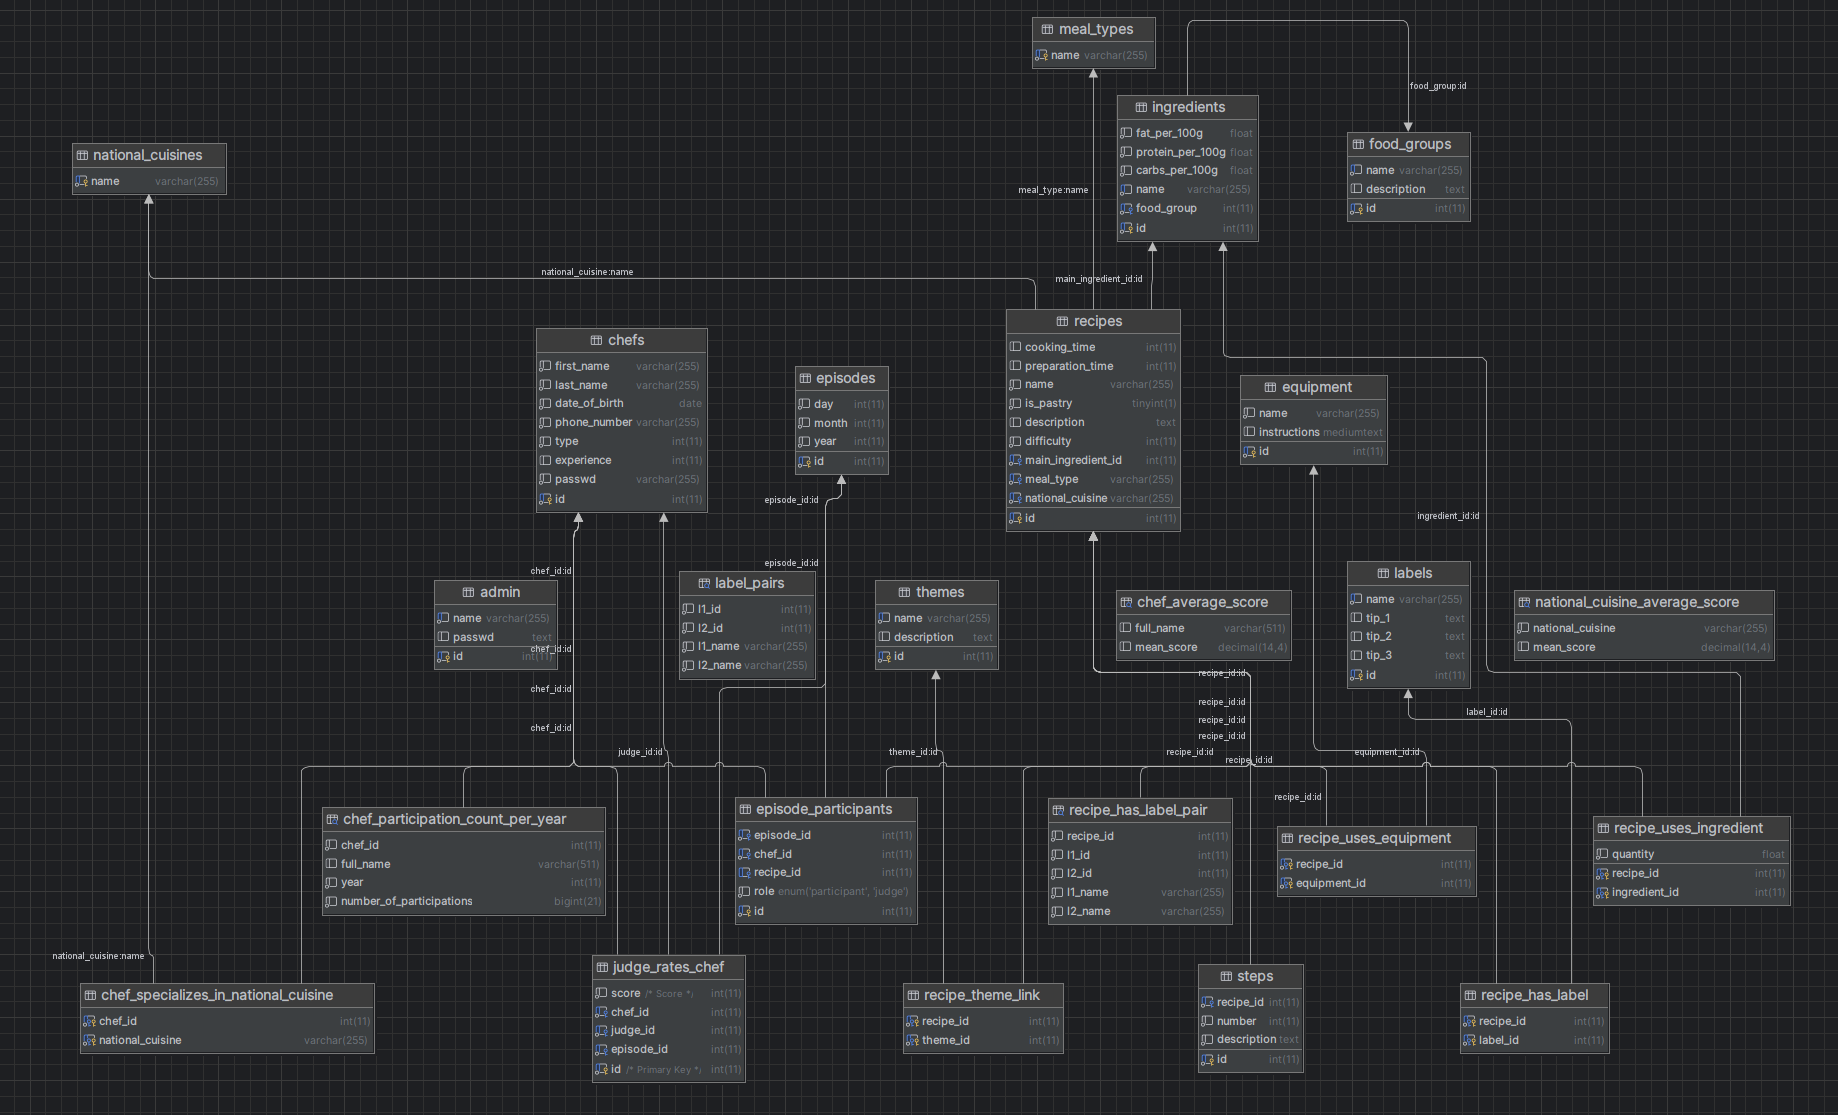 meal_types
name varchar(255)
ingredients
fat_per_100g float
protein_per_100g float
carbs_per_100g float
name varchar(255)
food_group int(11)
id int(11)
food_group:id
food_groups
name varchar(255)
description text
id int(11)
national_cuisines
name varchar(255)
meal_type:name
national_cuisine:name
main_ingredient_id:id
chefs
first_name varchar(255)
last_name varchar(255)
date_of_birth date
phone_number varchar(255)
type int(11)
experience int(11)
passwd varchar(255)
id int(11)
episodes
day int(11)
month int(11)
year int(11)
id int(11)
recipes
cooking_time int(11)
preparation_time int(11)
name varchar(255)
is_pastry tinyint(1)
description text
difficulty int(11)
main_ingredient_id int(11)
meal_type varchar(255)
national_cuisine varchar(255)
id int(11)
equipment
name varchar(255)
instructions mediumtext
id int(11)
episode_id:id
ingredient_id:id
episode_id:id
chef_id:id
admin
name varchar(255)
passwd text
id int(11)
chef_id:id
label_pairs
l1_id int(11)
l2_id int(11)
l1_name varchar(255)
l2_name varchar(255)
themes
name varchar(255)
description text
id int(11)
chef_average_score
full_name varchar(511)
mean_score decimal(14,4)
labels
name varchar(255)
tip_1 text
tip_2 text
tip_3 text
id int(11)
national_cuisine_average_score
national_cuisine varchar(255)
mean_score decimal(14,4)
recipe_id:id
chef_id:id
recipe_id:id
label_id:id
recipe_id:id
chef_id:id
recipe_id:id
judge_id:id
theme_id:id
recipe_id:id
equipment_id:id
recipe_id:id
recipe_id:id
chef_participation_count_per_year
chef_id int(11)
full_name varchar(511)
year int(11)
number_of_participations bigint(21)
episode_participants
episode_id int(11)
chef_id int(11)
recipe_id int(11)
role enum('participant', 'judge')
id int(11)
recipe_has_label_pair
recipe_id int(11)
l1_id int(11)
l2_id int(11)
l1_name varchar(255)
l2_name varchar(255)
recipe_uses_equipment
recipe_id int(11)
equipment_id int(11)
recipe_uses_ingredient
quantity float
recipe_id int(11)
ingredient_id int(11)
national_cuisine:name
chef_specializes_in_national_cuisine
chef_id int(11)
national_cuisine varchar(255)
judge_rates_chef
score /* Score */ int(11)
chef_id int(11)
judge_id int(11)
episode_id int(11)
id /* Primary Key */ int(11)
recipe_theme_link
recipe_id int(11)
theme_id int(11)
steps
recipe_id int(11)
number int(11)
description text
id int(11)
recipe_has_label
recipe_id int(11)
label_id int(11)